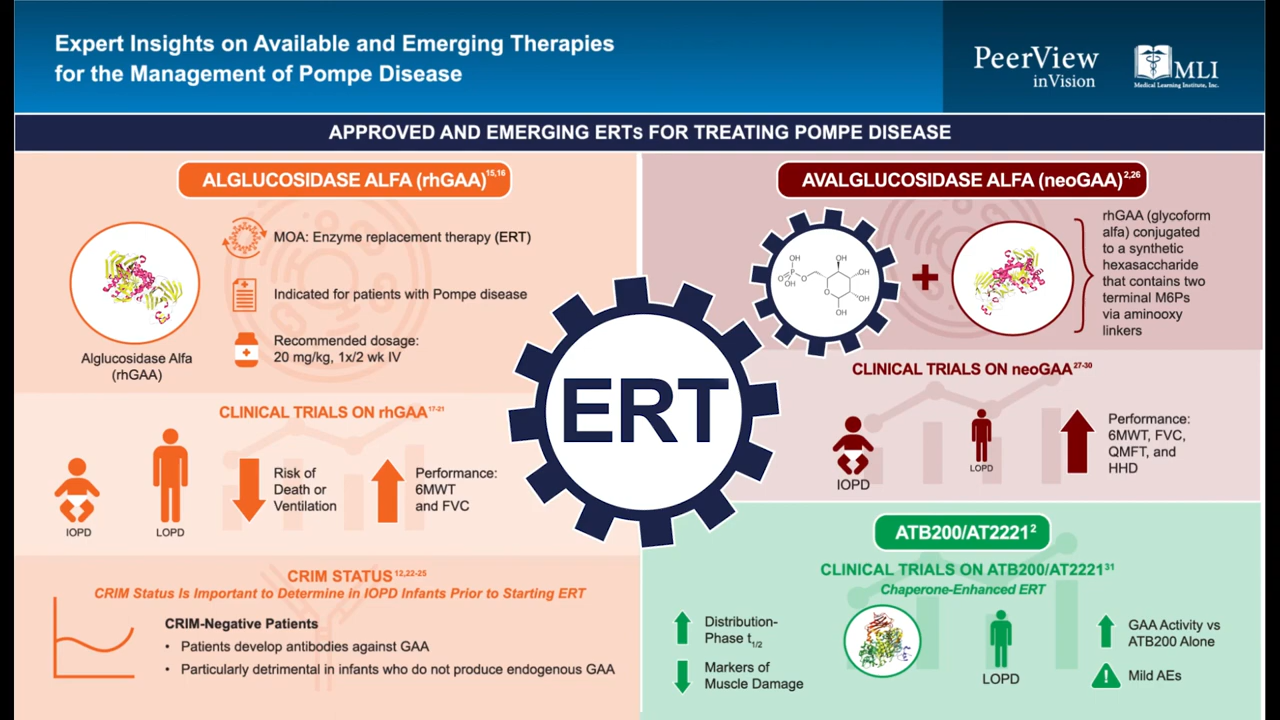 Expert Insights on Available and Emerging Therapies
for the Management of Pompe Disease
PeerView
inVision
MLI
Medical Learning Institute, Inc.
APPROVED AND EMERGING ERTs FOR TREATING POMPE DISEASE
ALGLUCOSIDASE ALFA (rhGAA)15,16
MOA: Enzyme replacement therapy (ERT)
Indicated for patients with Pompe disease
Recommended dosage:
20 mg/kg, 1x/2 wk IV
Alglucosidase Alfa
(rhGAA)
CLINICAL TRIALS ON rhGAA17-21
IOPD
LOPD
Risk of
Death or
Ventilation
Performance:
6MWT
and FVC
CRIM STATUS12,22-25
CRIM Status Is Important to Determine in IOPD Infants Prior to Starting ERT
CRIM-Negative Patients
• Patients develop antibodies against GAA
• Particularly detrimental in infants who do not produce endogenous GAA
ERT
AVALGLUCOSIDASE ALFA (neoGAA)2,26
O
P
OH
OH
O
OH
OH
O
OH
OH
+
rhGAA (glycoform
alfa) conjugated
to a synthetic
hexasaccharide
that contains two
terminal M6Ps
via aminooxy
linkers
CLINICAL TRIALS ON neoGAA27-30
IOPD
LOPD
Performance:
6MWT, FVC,
QMFT, and
HHD
ATB200/AT22212
CLINICAL TRIALS ON ATB200/AT222131
Chaperone-Enhanced ERT
Distribution-
Phase t1/2
Markers of
Muscle Damage
LOPD
GAA Activity vs
ATB200 Alone
Mild AEs